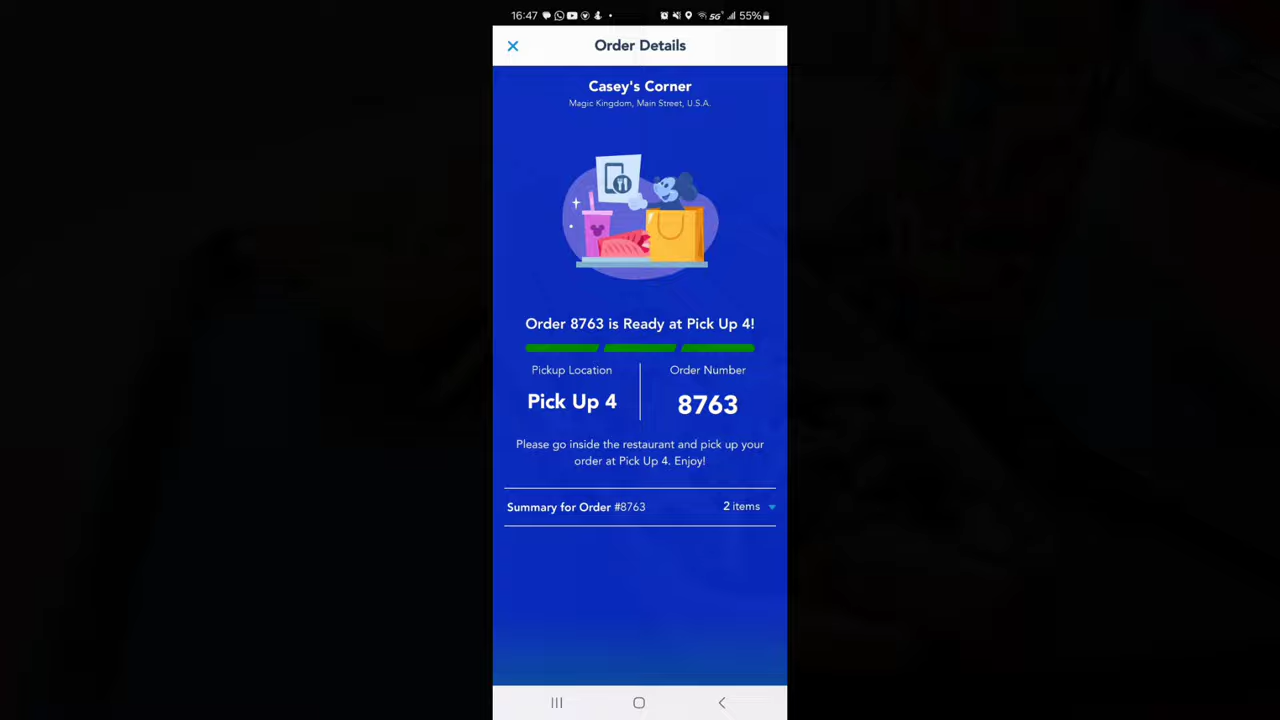 16:47
5G
55%
Order Details
Casey's Corner
Magic Kingdom, Main Street, U.S.A.
Order 8763 is Ready at Pick Up 4!
Pickup Location
Order Number
Pick Up 4
8763
Please go inside the restaurant and pick up your
order at Pick Up 4. Enjoy!
Summary for Order #8763
2 items